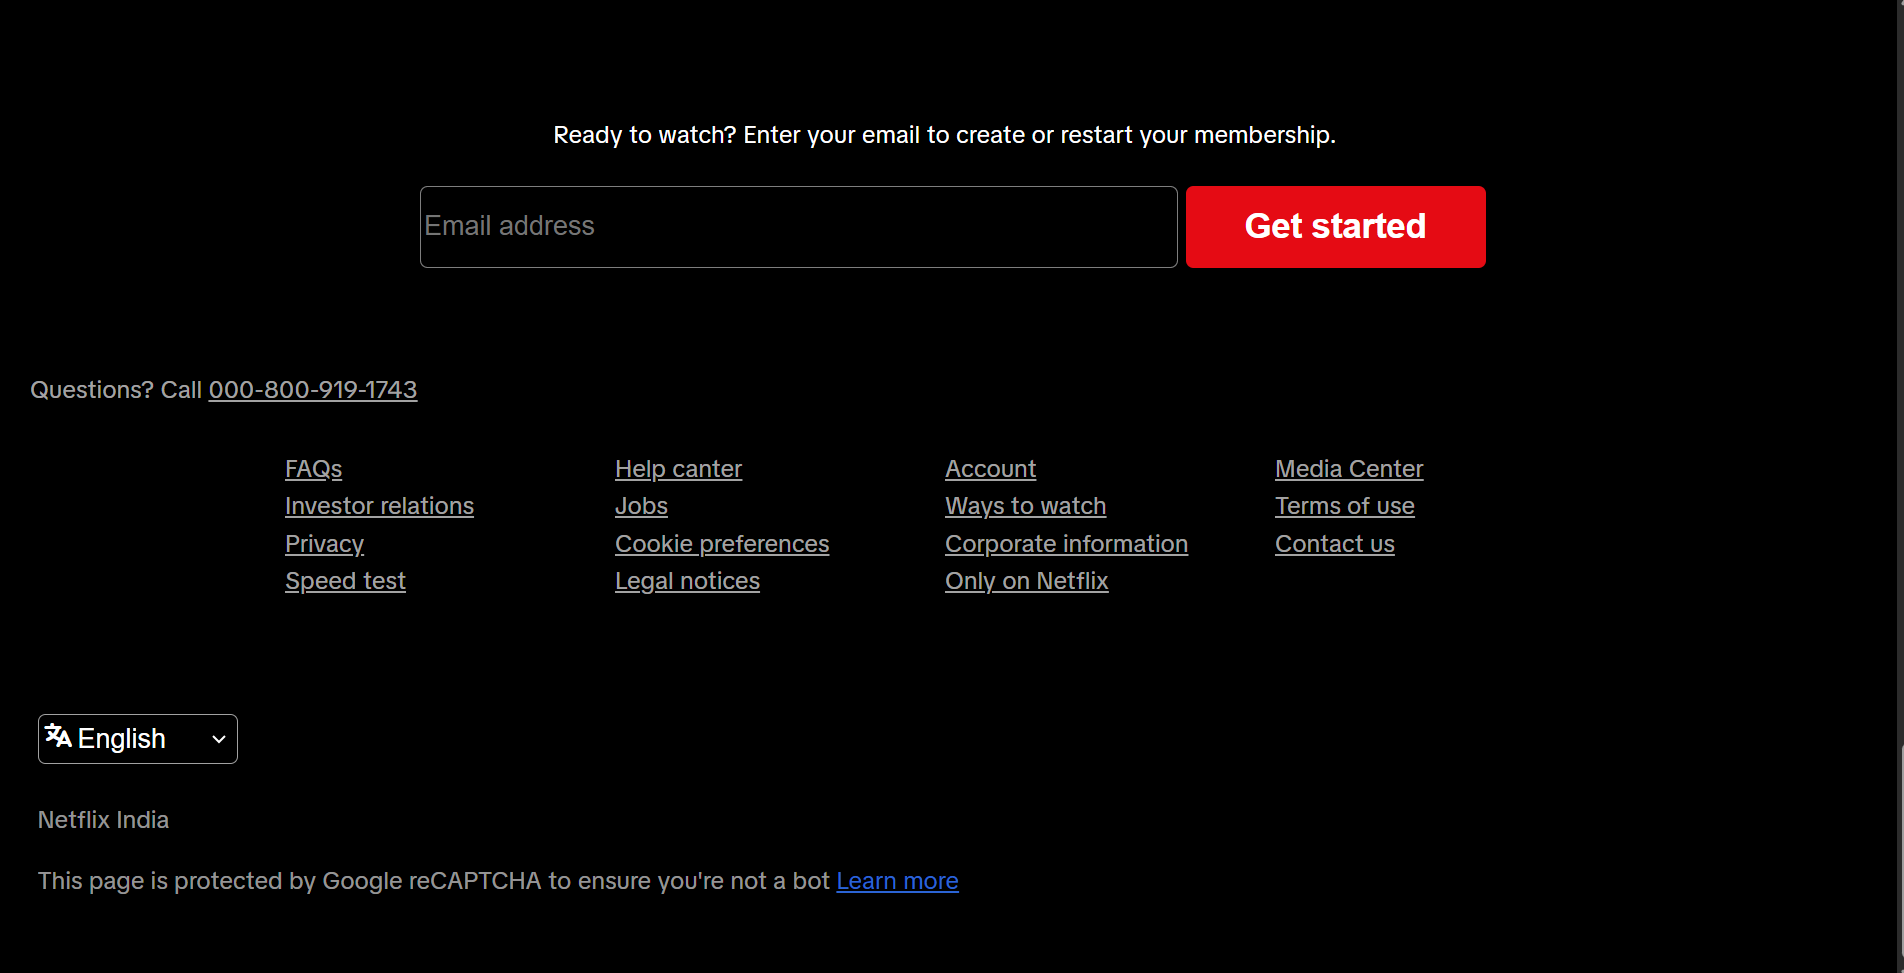 Ready to watch? Enter your email to create or restart your membership.
Email address
Get started
Questions? Call 000-800-919-1743
FAQs
Investor relations
Privacy
Speed test
Help canter
Jobs
Cookie preferences
Legal notices
Account
Ways to watch
Corporate information
Only on Netflix
Media Center
Terms of use
Contact us
English
Netflix India
This page is protected by Google reCAPTCHA to ensure you're not a bot Learn more